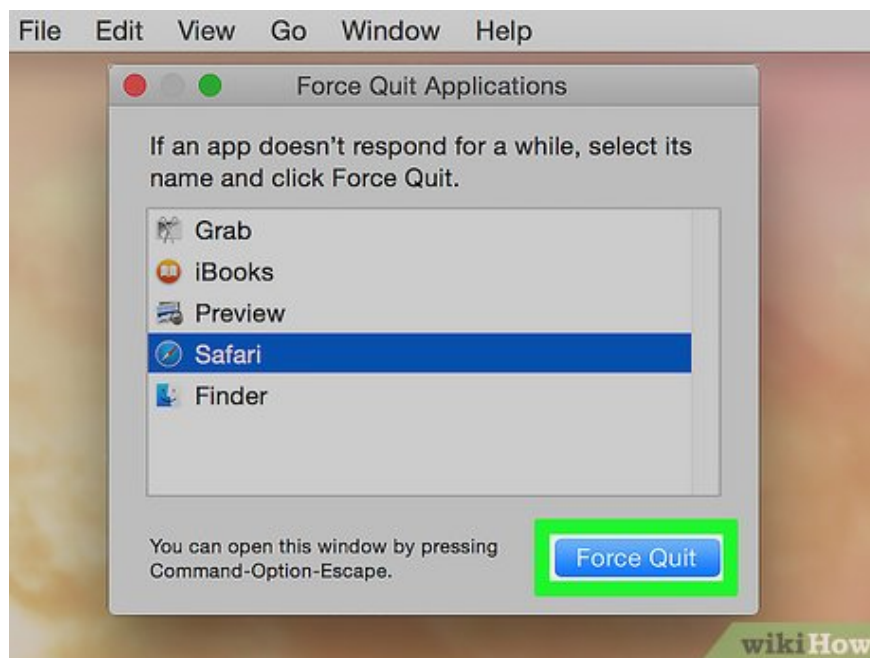 File Edit View Go Window Help
Force Quit Applications
If an app doesn't respond for a while, select its
name and click Force Quit.
Grab
iBooks
Preview
Safari
Finder
You can open this window by pressing
Command-Option-Escape.
Force Quit
wikiHow